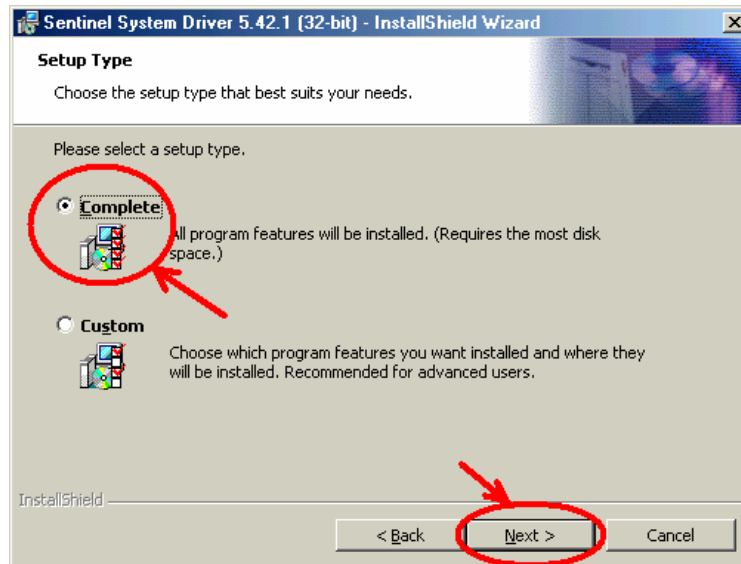 Sentinel System Driver 5.42.1 (32-bit) - InstallShield Wizard
Setup Type
Choose the setup type that best suits your needs.
Please select a setup type.
Complete
All program features will be installed. (Requires the most disk
space.)
Custom
Choose which program features you want installed and where they
will be installed. Recommended for advanced users.
InstallShield
< Back Next > Cancel